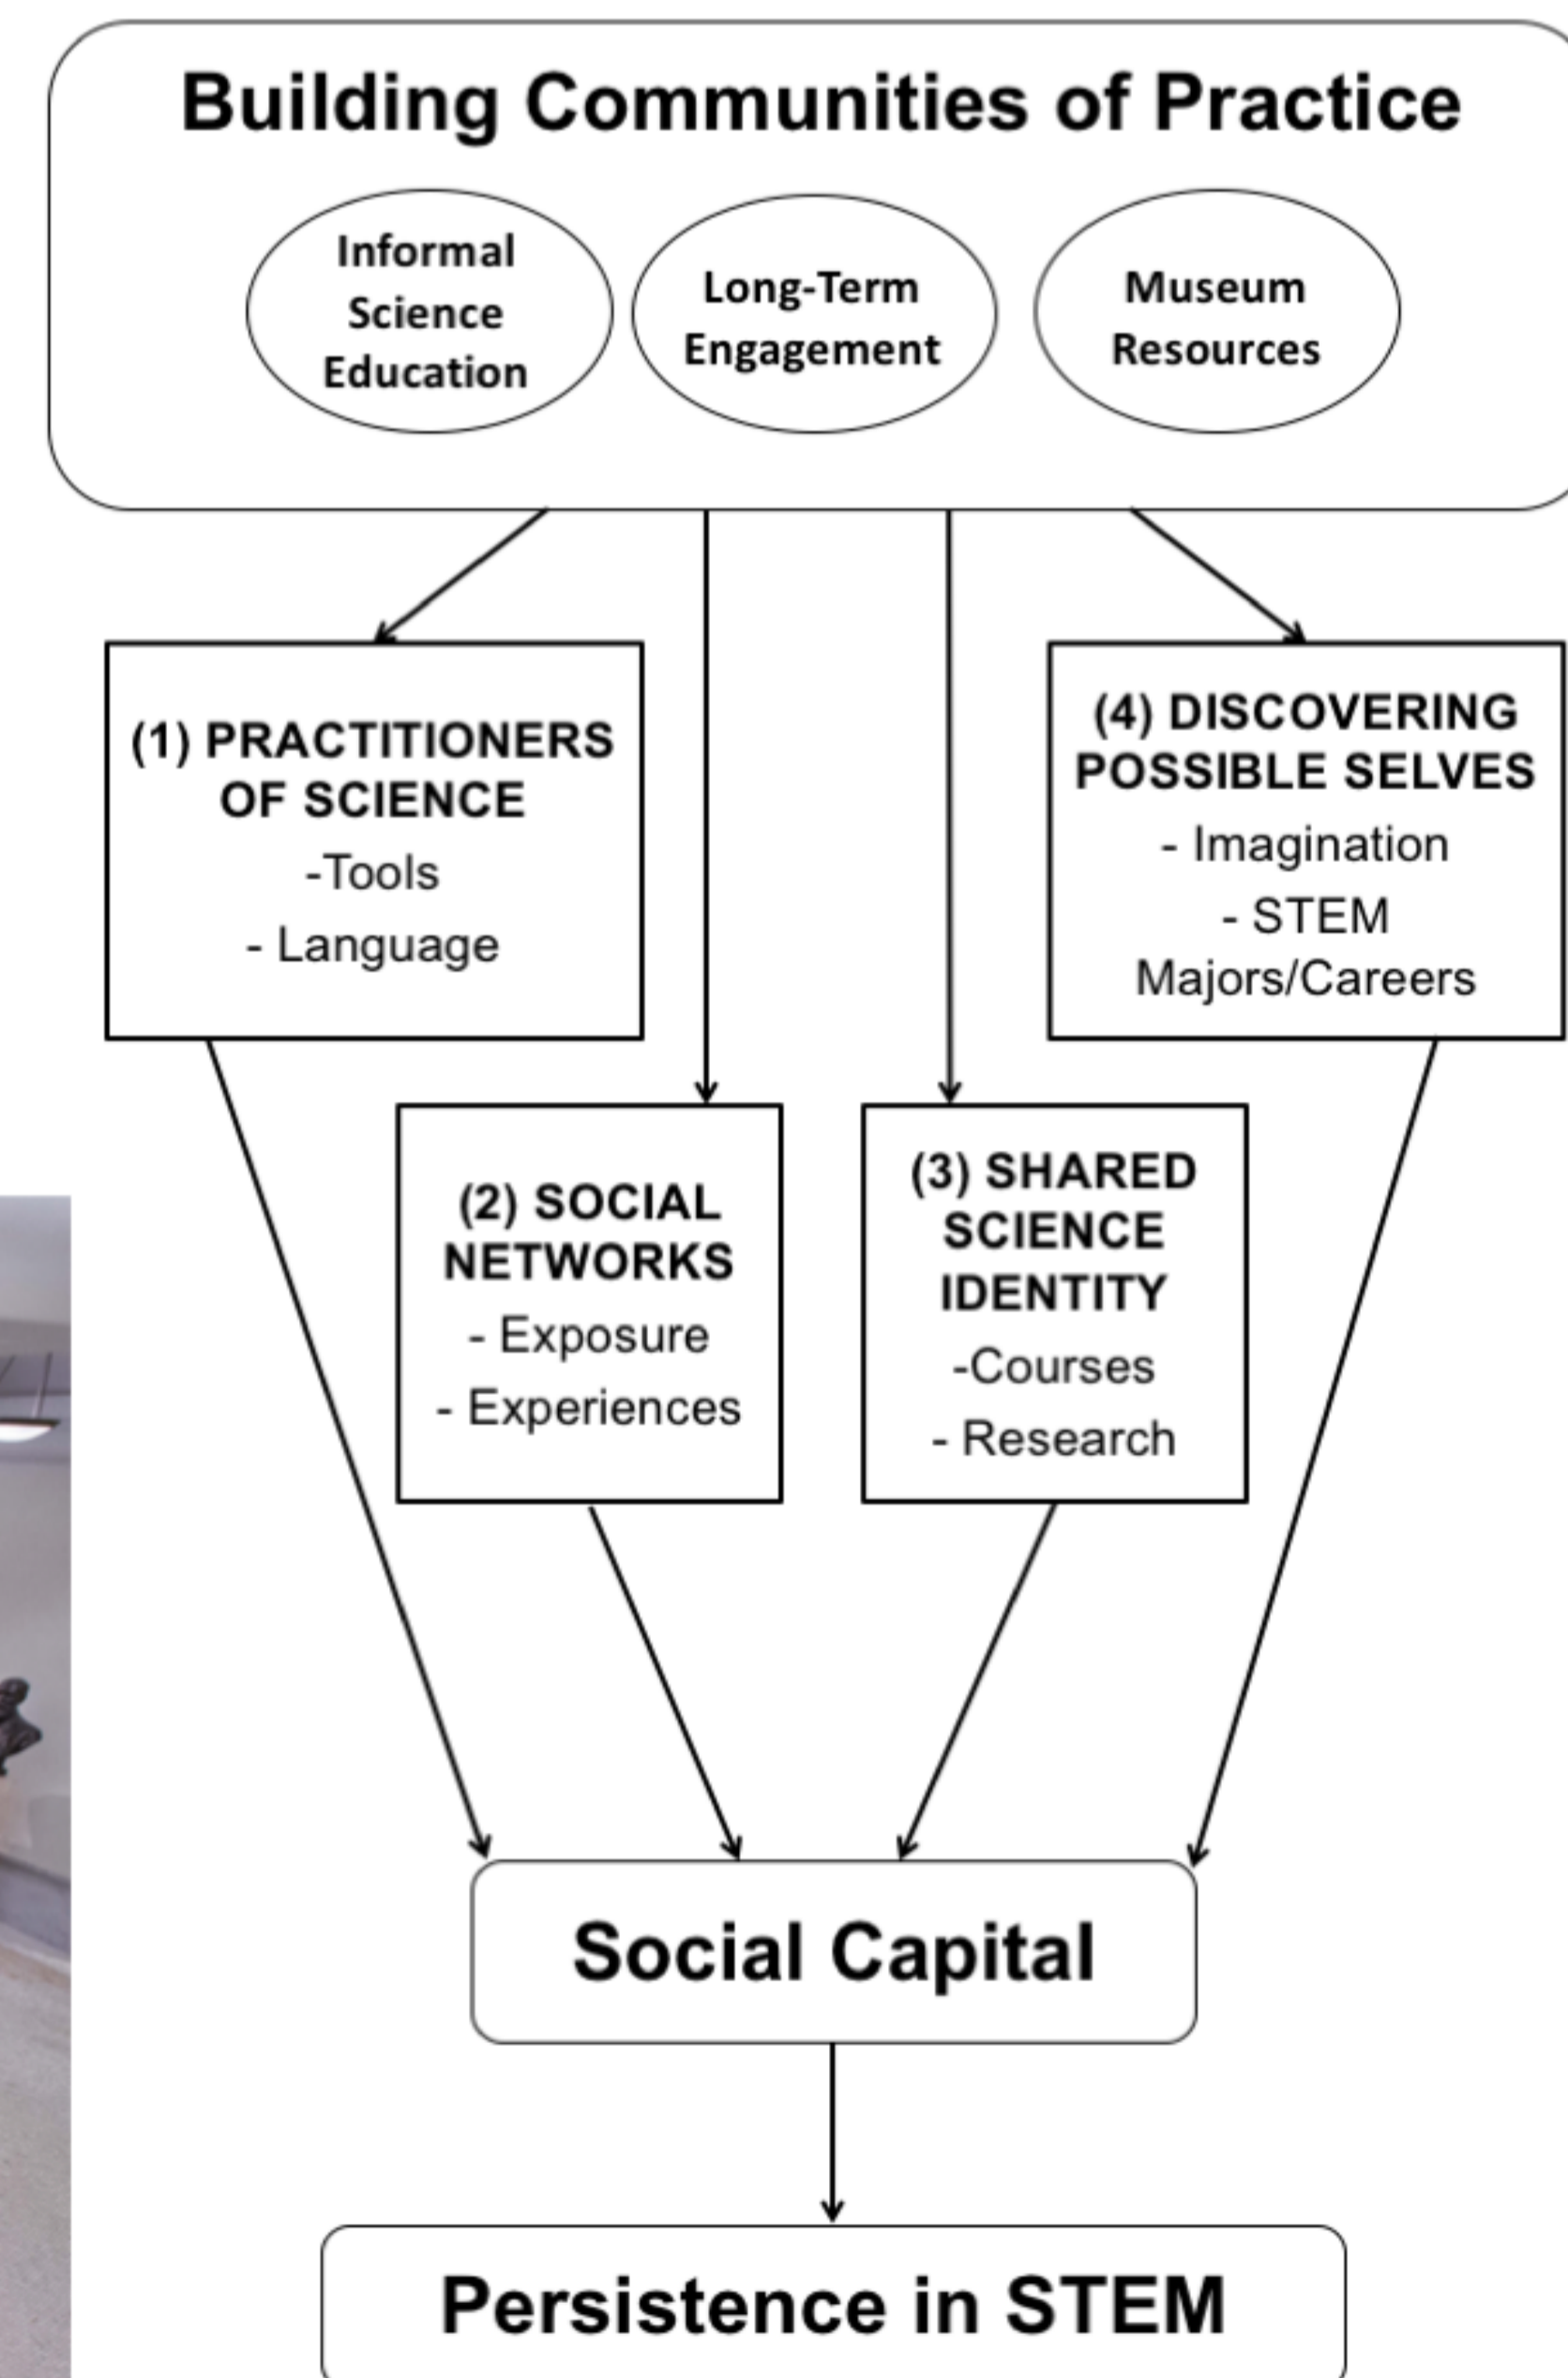 Building Communities of Practice
Informal
Science
Education
Long-Term
Engagement
Museum
Resources
(1) PRACTITIONERS
OF SCIENCE
-Tools
- Language
(4) DISCOVERING
POSSIBLE SELVES
- Imagination
- STEM
Majors/Careers
(2) SOCIAL
NETWORKS
- Exposure
- Experiences
(3) SHARED
SCIENCE
IDENTITY
-Courses
- Research
Social Capital
Persistence in STEM